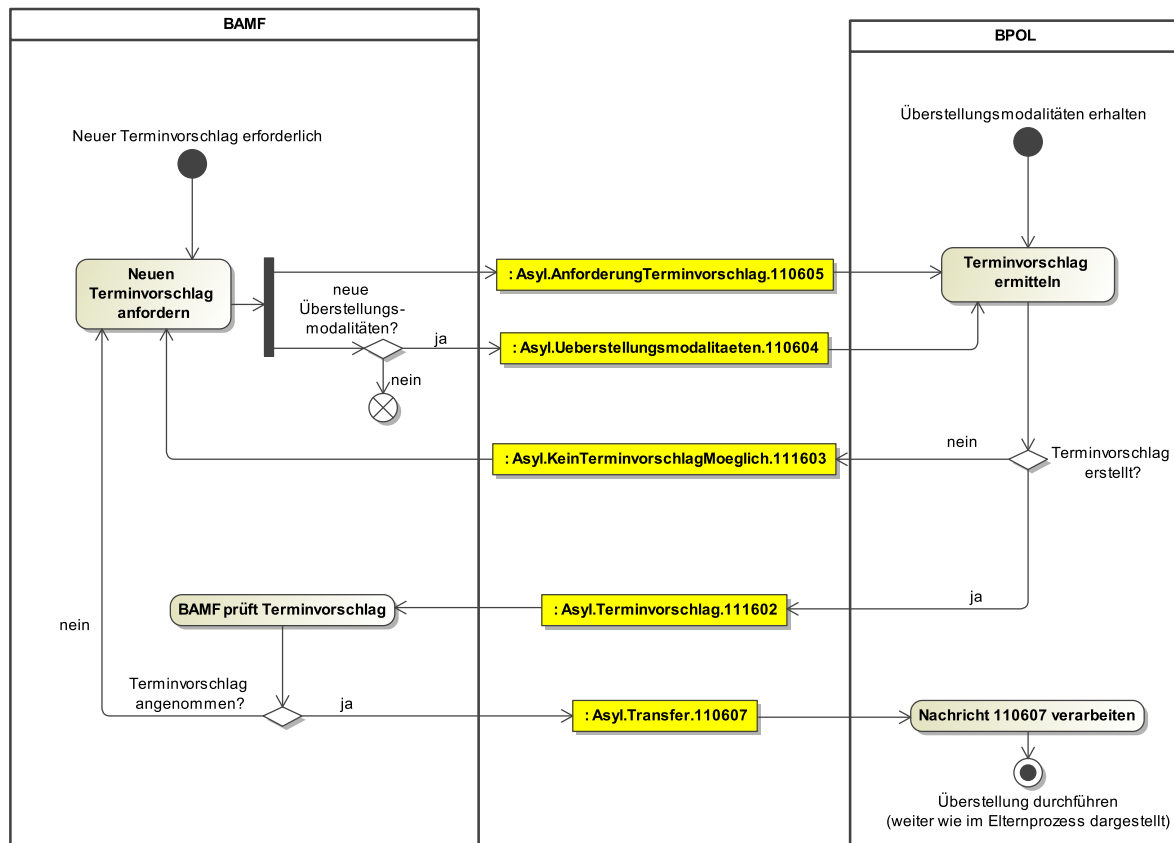 BAMF
BPOL
Neuer Terminvorschlag erforderlich
Überstellungsmodalitäten erhalten
Neuen
Terminvorschlag
anfordern
neue
Überstellungs-
modalitäten?
ja
nein
: Asyl.AnforderungTerminvorschlag.110605
: Asyl.Ueberstellungsmodalitaeten.110604
Terminvorschlag
ermitteln
: Asyl.KeinTerminvorschlagMoeglich.111603
nein
Terminvorschlag
erstellt?
BAMF prüft Terminvorschlag
: Asyl.Terminvorschlag.111602
ja
nein
Terminvorschlag
angenommen?
ja
: Asyl.Transfer.110607
Nachricht 110607 verarbeiten
Überstellung durchführen
(weiter wie im Elternprozess dargestellt)